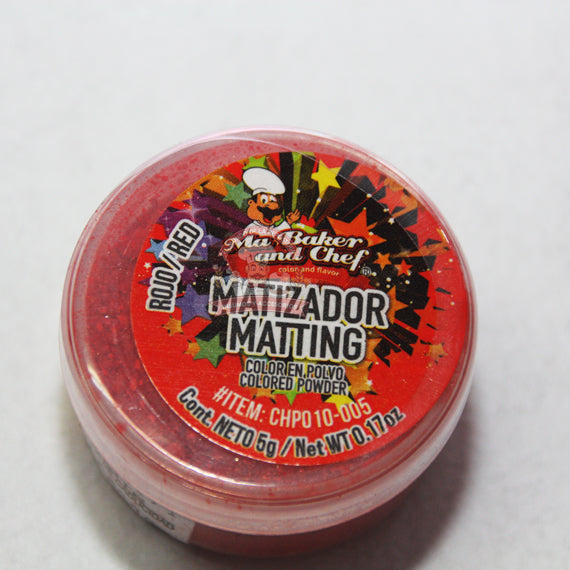 ROJO / RED
Ma Baker
and Chef
®
color and flavor
MATIZADOR
MATTING
COLOR EN POLVO
COLORED POWDER
#ITEM: CHPO10-005
Cont. NETO 5g / Net WT 0.17oz